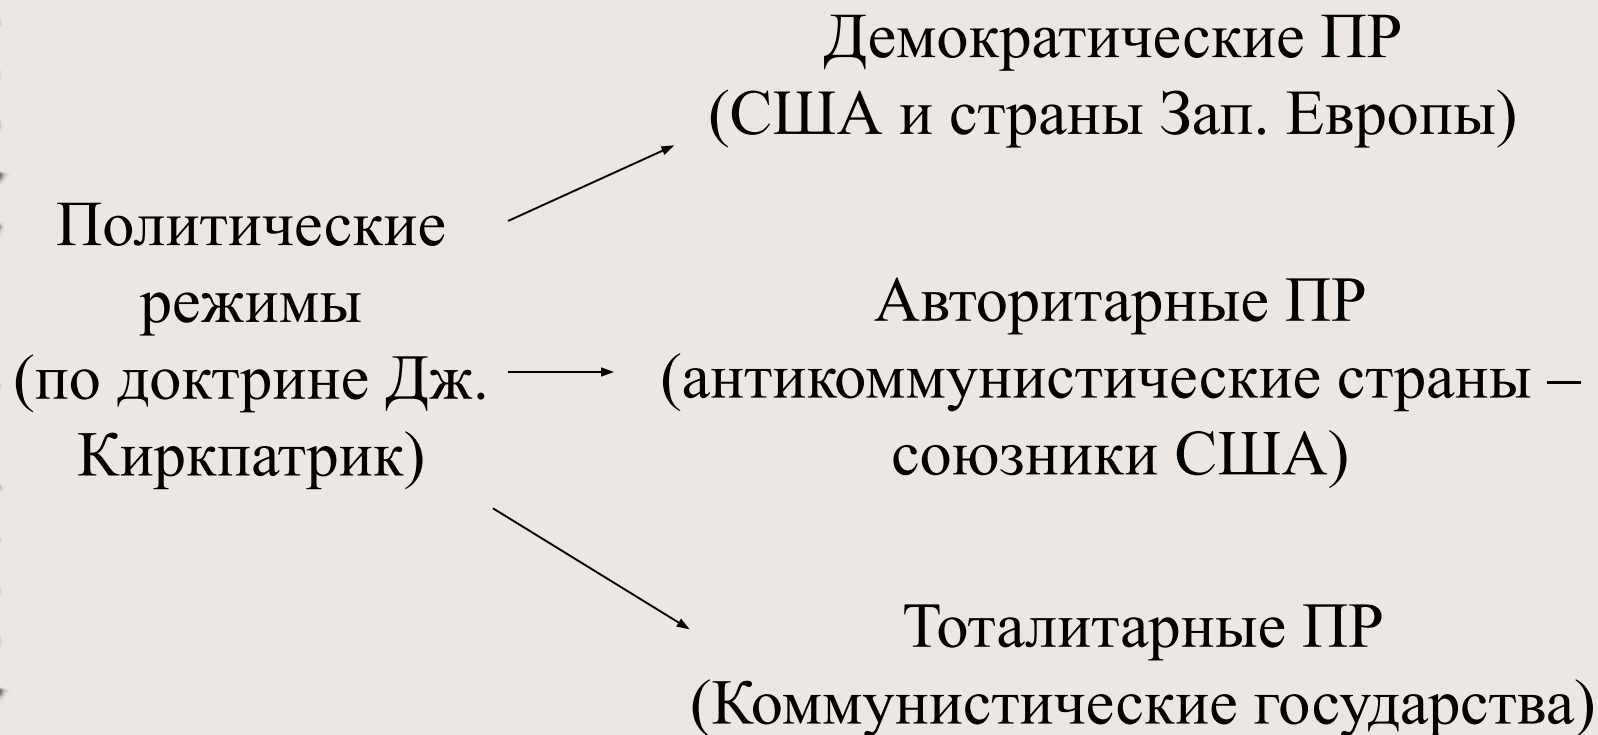 Политические
режимы
(по доктрине Дж.
Киркпатрик)
Демократические ПР
(США и страны Зап. Европы)
Авторитарные ПР
(антикоммунистические страны –
союзники США)
Тоталитарные ПР
(Коммунистические государства)